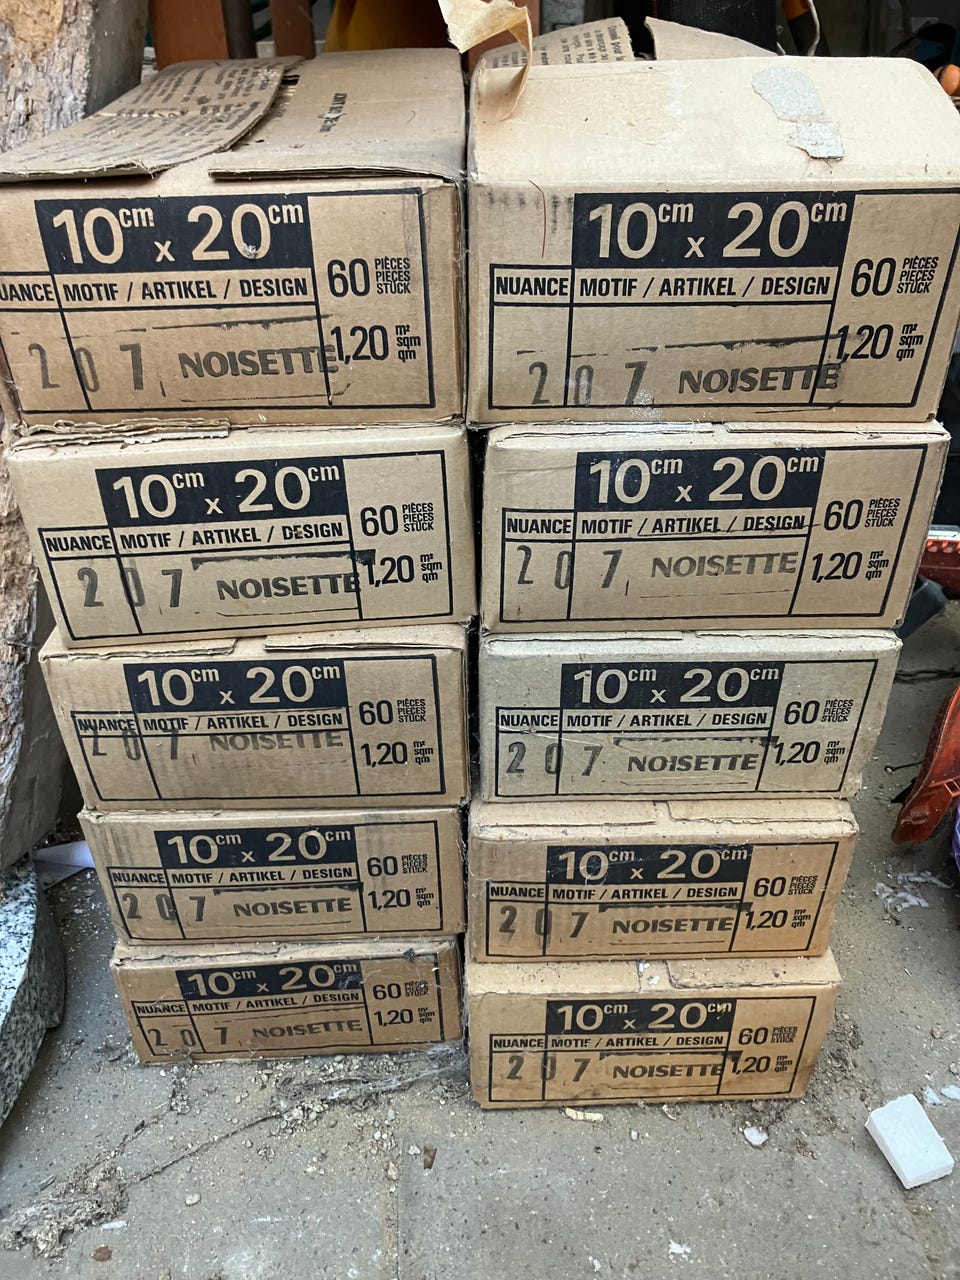 10cm x 20cm
NUANCE MOTIF / ARTIKEL / DESIGN
60 PIÈCES PIECES STÜCK
1,20 m² sqm qm
207 NOISETTE
10cm x 20cm
NUANCE MOTIF / ARTIKEL / DESIGN
60 PIÈCES PIECES STÜCK
1,20 m² sqm qm
207 NOISETTE
10cm x 20cm
NUANCE MOTIF / ARTIKEL / DESIGN
60 PIÈCES PIECES STÜCK
1,20 m² sqm qm
207 NOISETTE
10cm x 20cm
NUANCE MOTIF / ARTIKEL / DESIGN
60 PIÈCES PIECES STÜCK
1,20 m² sqm qm
207 NOISETTE
10cm x 20cm
NUANCE MOTIF / ARTIKEL / DESIGN
60 PIÈCES PIECES STÜCK
1,20 m² sqm qm
207 NOISETTE
10cm x 20cm
NUANCE MOTIF / ARTIKEL / DESIGN
60 PIÈCES PIECES STÜCK
1,20 m² sqm qm
207 NOISETTE
10cm x 20cm
NUANCE MOTIF / ARTIKEL / DESIGN
60 PIÈCES PIECES STÜCK
1,20 m² sqm qm
207 NOISETTE
10cm x 20cm
NUANCE MOTIF / ARTIKEL / DESIGN
60 PIÈCES PIECES STÜCK
1,20 m² sqm qm
207 NOISETTE
10cm x 20cm
NUANCE MOTIF / ARTIKEL / DESIGN
60 PIÈCES PIECES STÜCK
1,20 m² sqm qm
207 NOISETTE
10cm x 20cm
NUANCE MOTIF / ARTIKEL / DESIGN
60 PIÈCES PIECES STÜCK
1,20 m² sqm qm
207 NOISETTE